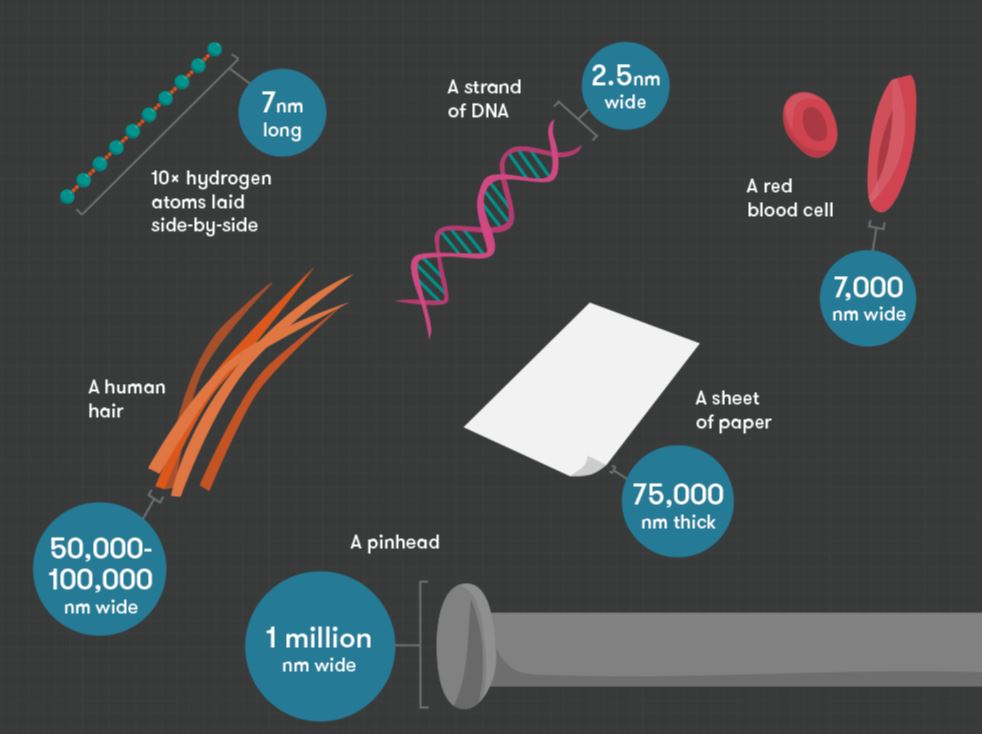 7nm
long
10× hydrogen
atoms laid
side-by-side
A strand
of DNA
2.5nm
wide
A red
blood cell
7,000
nm wide
A human
hair
50,000-
100,000
nm wide
A sheet
of paper
75,000
nm thick
A pinhead
1 million
nm wide